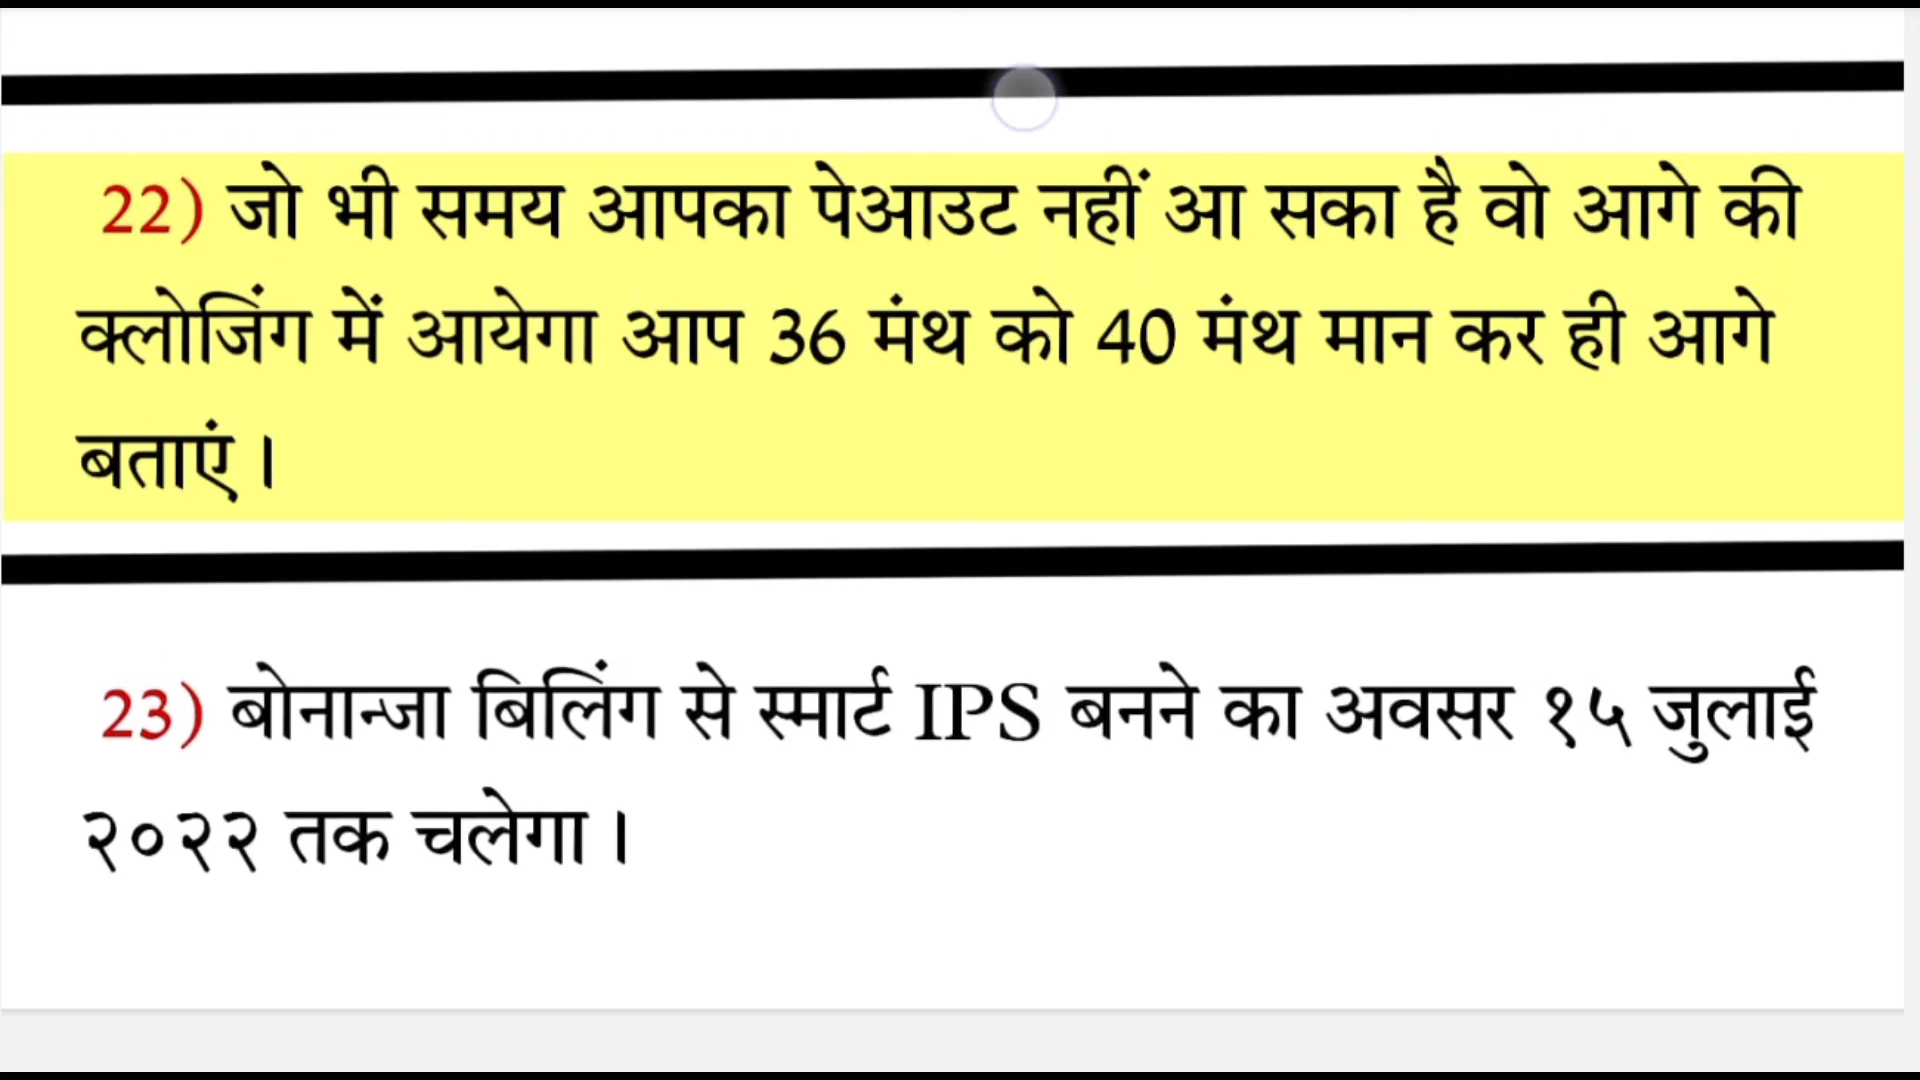 22) जो भी समय आपका पेआउट नहीं आ सका है वो आगे की
क्लोजिंग में आयेगा आप 36 मंथ को 40 मंथ मान कर ही आगे
बताएं।
23) बोनान्जा बिलिंग से स्मार्ट IPS बनने का अवसर १५ जुलाई
२०२२ तक चलेगा।